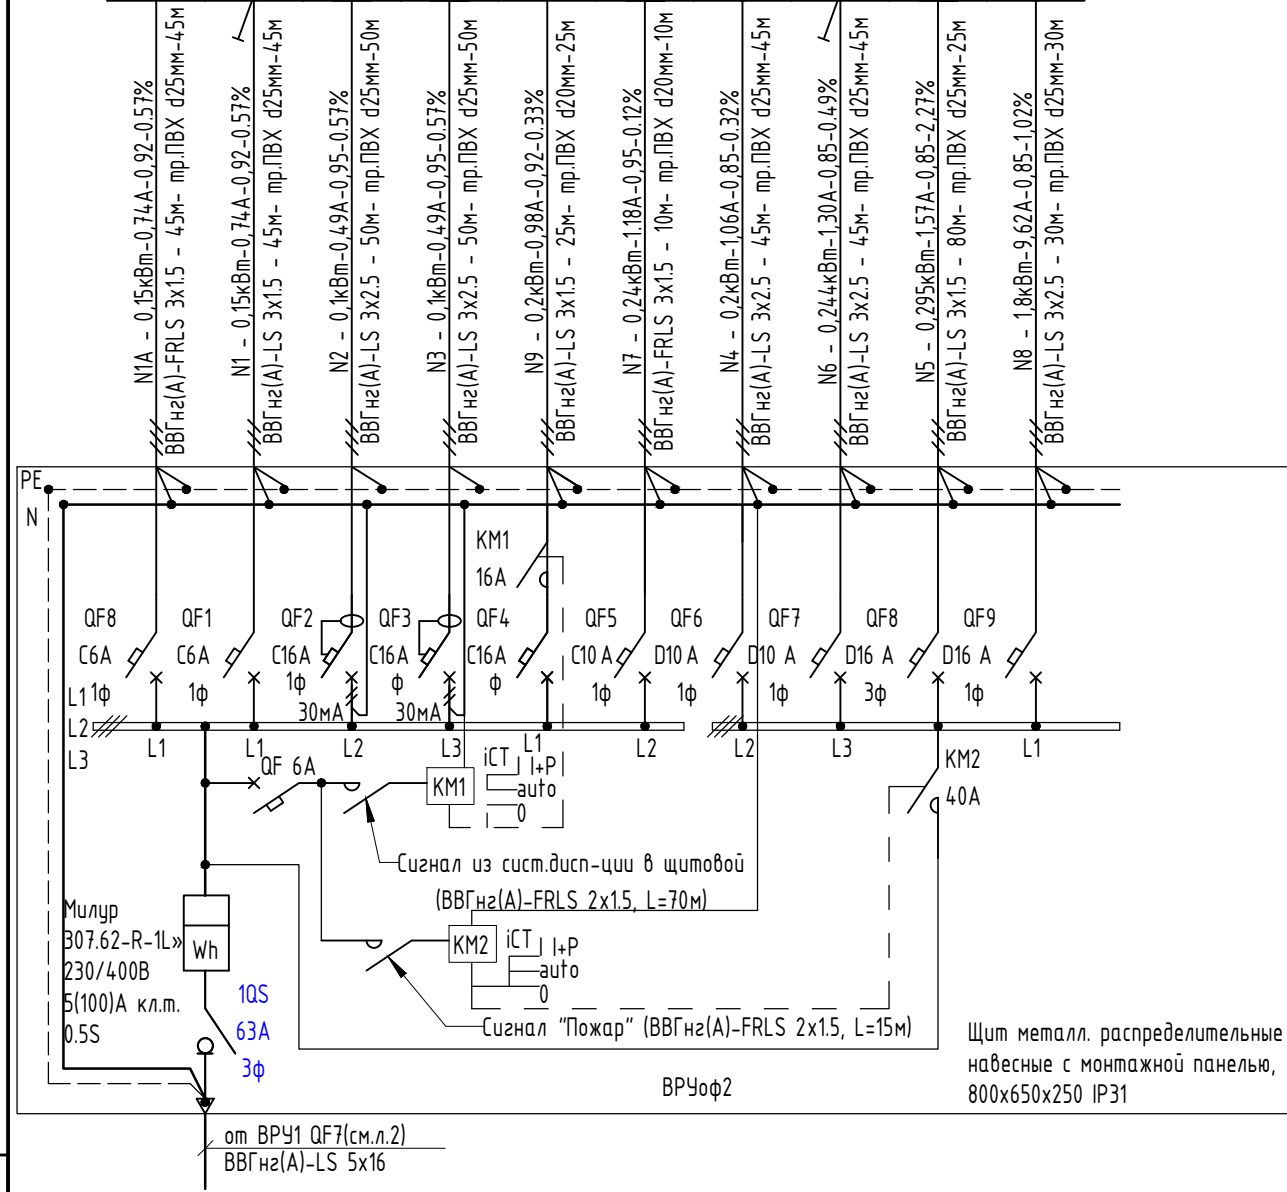 N1A - 0,15кВт-0,74А-0,92-0.57%
ВВГнг(А)-FRLS 3х1.5 - 45м- тр.ПВХ d25мм-45м
N1 - 0,15кВт-0,74А-0,92-0.57%
ВВГнг(А)-LS 3х1.5 - 45м- тр.ПВХ d25мм-45м
N2 - 0,1кВт-0,49А-0,95-0.57%
ВВГнг(А)-LS 3х2.5 - 50м- тр.ПВХ d25мм-50м
N3 - 0,1кВт-0,49А-0,95-0.57%
ВВГнг(А)-LS 3х2.5 - 50м- тр.ПВХ d25мм-50м
N9 - 0,2кВт-0,98А-0,92-0.33%
ВВГнг(А)-LS 3х1.5 - 25м- тр.ПВХ d20мм-25м
N7 - 0,24кВт-1.18А-0,95-0.12%
ВВГнг(А)-FRLS 3х1.5 - 10м- тр.ПВХ d20мм-10м
N4 - 0,2кВт-1,06А-0,85-0.32%
ВВГнг(А)-LS 3х2.5 - 45м- тр.ПВХ d25мм-45м
N6 - 0,244кВт-1,30А-0,85-0.49%
ВВГнг(А)-LS 3х2.5 - 45м- тр.ПВХ d25мм-45м
N5 - 0,295кВт-1,57А-0,85-2,27%
ВВГнг(А)-LS 3х1.5 - 80м- тр.ПВХ d25мм-25м
N8 - 1,8кВт-9,62А-0,85-1,02%
ВВГнг(А)-LS 3х2.5 - 30м- тр.ПВХ d25мм-30м
PE
N
KM1
16А
QF8
C6А
1ф
QF1
C6А
1ф
QF2
C16А
1ф
30мА
QF3
C16А
ф
30мА
QF4
C16А
ф
QF5
C10 А
1ф
QF6
D10 А
1ф
QF7
D10 А
1ф
QF8
D16 А
3ф
QF9
D16 А
1ф
L1
L2
L3
L1
L1
L2
L3
L1
L2
L2
L3
L1
QF 6А
KM1
iCT
I+P
auto
0
KM2
40А
Сигнал из сист.дисп-ции в щитовой
(ВВГнг(А)-FRLS 2х1.5, L=70м)
Милур
307.62-R-1L»
230/400В
5(100)А кл.т.
0.5S
Wh
1QS
63А
3ф
KM2
iCT
I+P
auto
0
Сигнал "Пожар" (ВВГнг(А)-FRLS 2х1.5, L=15м)
ВРУоф2
Щит металл. распределительные
навесные с монтажной панелью,
800х650х250 IP31
от ВРУ1 QF7(см.л.2)
ВВГнг(А)-LS 5х16